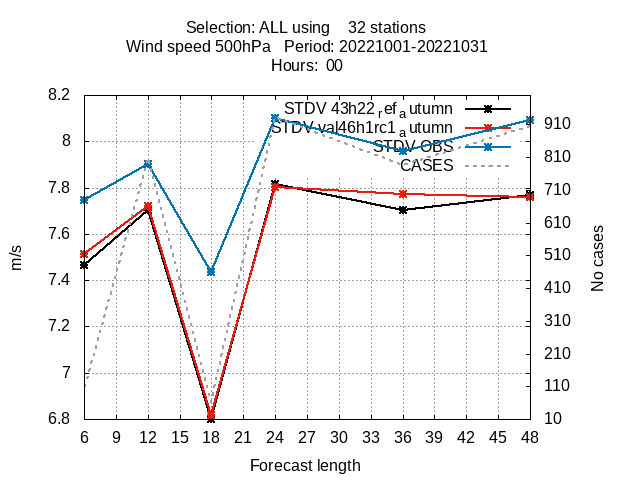 Selection: ALL using 32 stations
Wind speed 500hPa Period: 20221001-20221031
Hours: 00
STDV 43h22ref autumn
STDV val46h1rc1autumn
STDV OBS
CASES
8.2
8
7.8
7.6
7.4
7.2
7
6.8
m/s
910
810
710
610
510
410
310
210
110
10
No cases
6 9 12 15 18 21 24 27 30 33 36 39 42 45 48
Forecast length